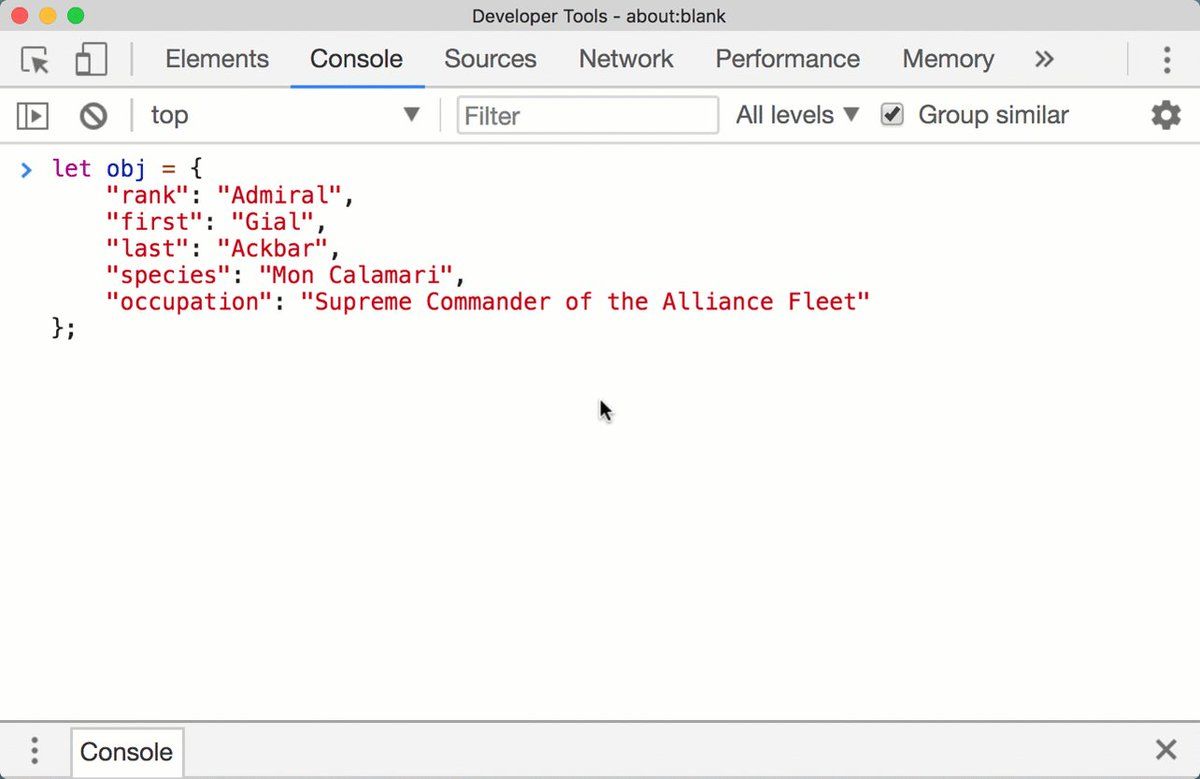 Developer Tools - about:blank
Elements Console Sources Network Performance Memory »
top ▼ Filter All levels ▼ Group similar
> let obj = {
    "rank": "Admiral",
    "first": "Gial",
    "last": "Ackbar",
    "species": "Mon Calamari",
    "occupation": "Supreme Commander of the Alliance Fleet"
};
Console